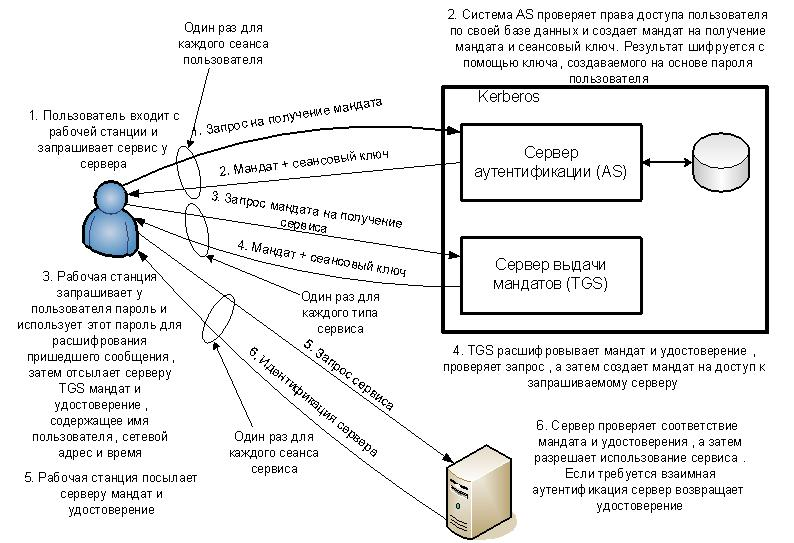 Один раз для
каждого сеанса
пользователя
2. Система AS проверяет права доступа пользователя
по своей базе данных и создает мандат на получение
мандата и сеансовый ключ. Результат шифруется с
помощью ключа, создаваемого на основе пароля
пользователя
Kerberos
1. Пользователь входит с
рабочей станции и
запрашивает сервис у
сервера
1. Запрос на получение мандата
2. Мандат + сеансовый ключ
Сервер
аутентификации (AS)
3. Запрос мандата на получение
сервиса
4. Мандат + сеансовый ключ
Сервер выдачи
мандатов (TGS)
3. Рабочая станция
запрашивает у
пользователя пароль и
использует этот пароль для
расшифрования
пришедшего сообщения ,
затем отсылает серверу
TGS мандат и
удостоверение ,
содержащее имя
пользователя , сетевой
адрес и время
Один раз для
каждого типа
сервиса
5. Запрос сервиса
6. Идентификация сервера
4. TGS расшифровывает мандат и удостоверение ,
проверяет запрос , а затем создает мандат на доступ к
запрашиваемому серверу
Один раз для
каждого сеанса
сервиса
6. Сервер проверяет соответствие
мандата и удостоверения , а затем
разрешает использование сервиса .
Если требуется взаимная
аутентификация сервер возвращает
удостоверение
5. Рабочая станция посылает
серверу мандат и
удостоверение